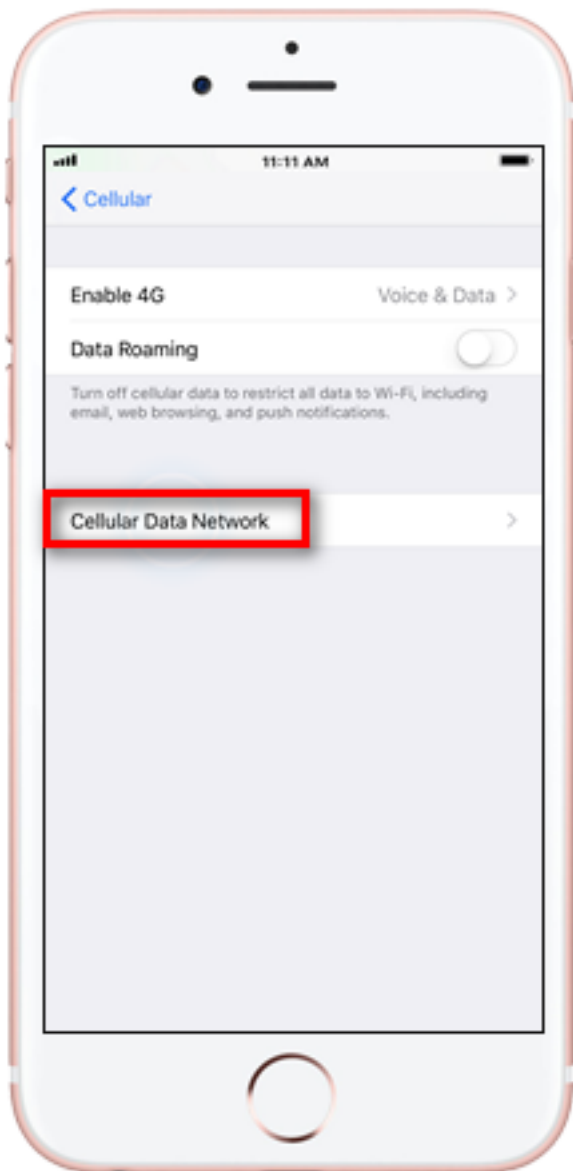 11:11 AM
Cellular
Enable 4G Voice & Data
Data Roaming
Turn off cellular data to restrict all data to Wi-Fi, including
email, web browsing, and push notifications.
Cellular Data Network